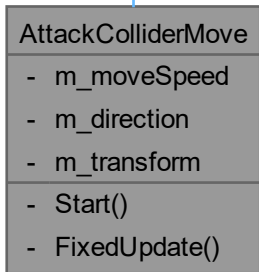 AttackColliderMove
- m_moveSpeed
- m_direction
- m_transform
- Start()
- FixedUpdate()